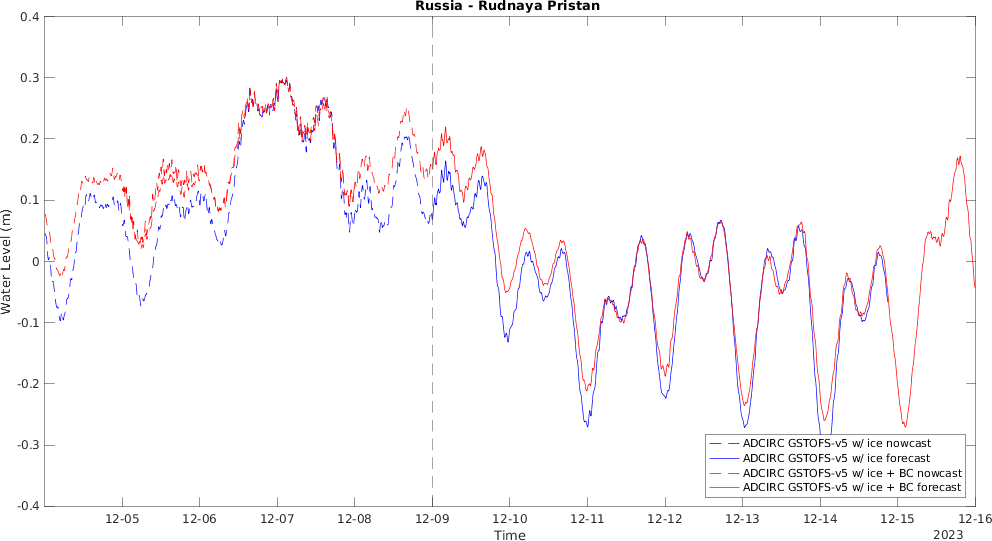 Russia - Rudnaya Pristan
0.4
0.3
0.2
0.1
0
-0.1
-0.2
-0.3
-0.4
Water Level (m)
ADCIRC GSTOFS-v5 w/ ice nowcast
ADCIRC GSTOFS-v5 w/ ice forecast
ADCIRC GSTOFS-v5 w/ ice + BC nowcast
ADCIRC GSTOFS-v5 w/ ice + BC forecast
12-05 12-06 12-07 12-08 12-09 12-10 12-11 12-12 12-13 12-14 12-15 12-16
Time
2023